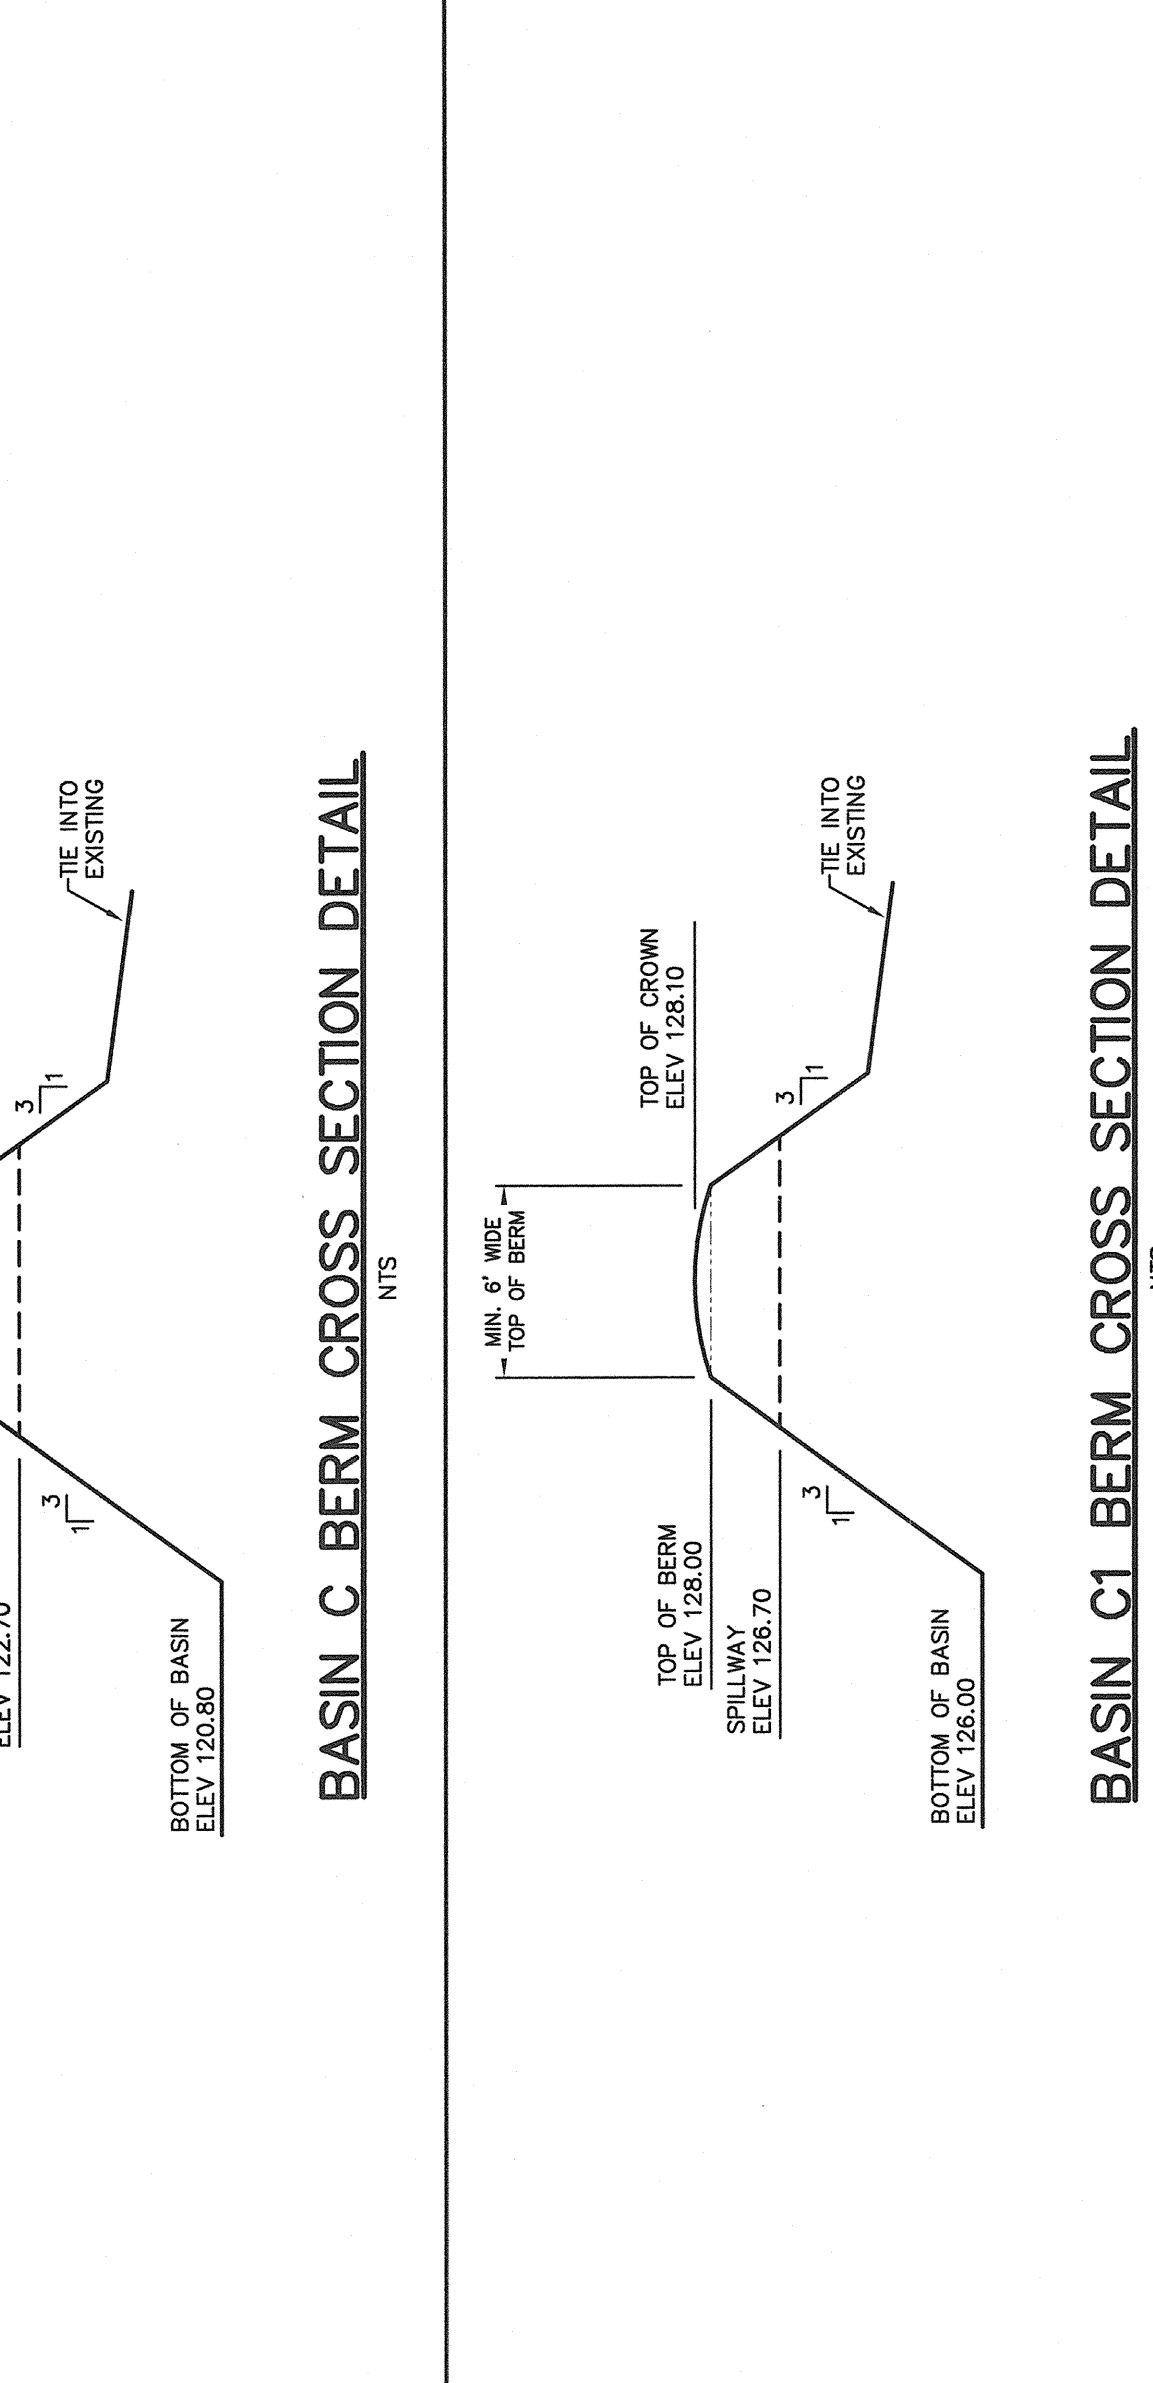 ELEV 122.70
3
1
3
1
TIE INTO
EXISTING
BOTTOM OF BASIN
ELEV 120.80
BASIN C BERM CROSS SECTION DETAIL
NTS
MIN. 6' WIDE
TOP OF BERM
TOP OF CROWN
ELEV 128.10
TOP OF BERM
ELEV 128.00
SPILLWAY
ELEV 126.70
3
1
3
1
TIE INTO
EXISTING
BOTTOM OF BASIN
ELEV 126.00
BASIN C1 BERM CROSS SECTION DETAIL